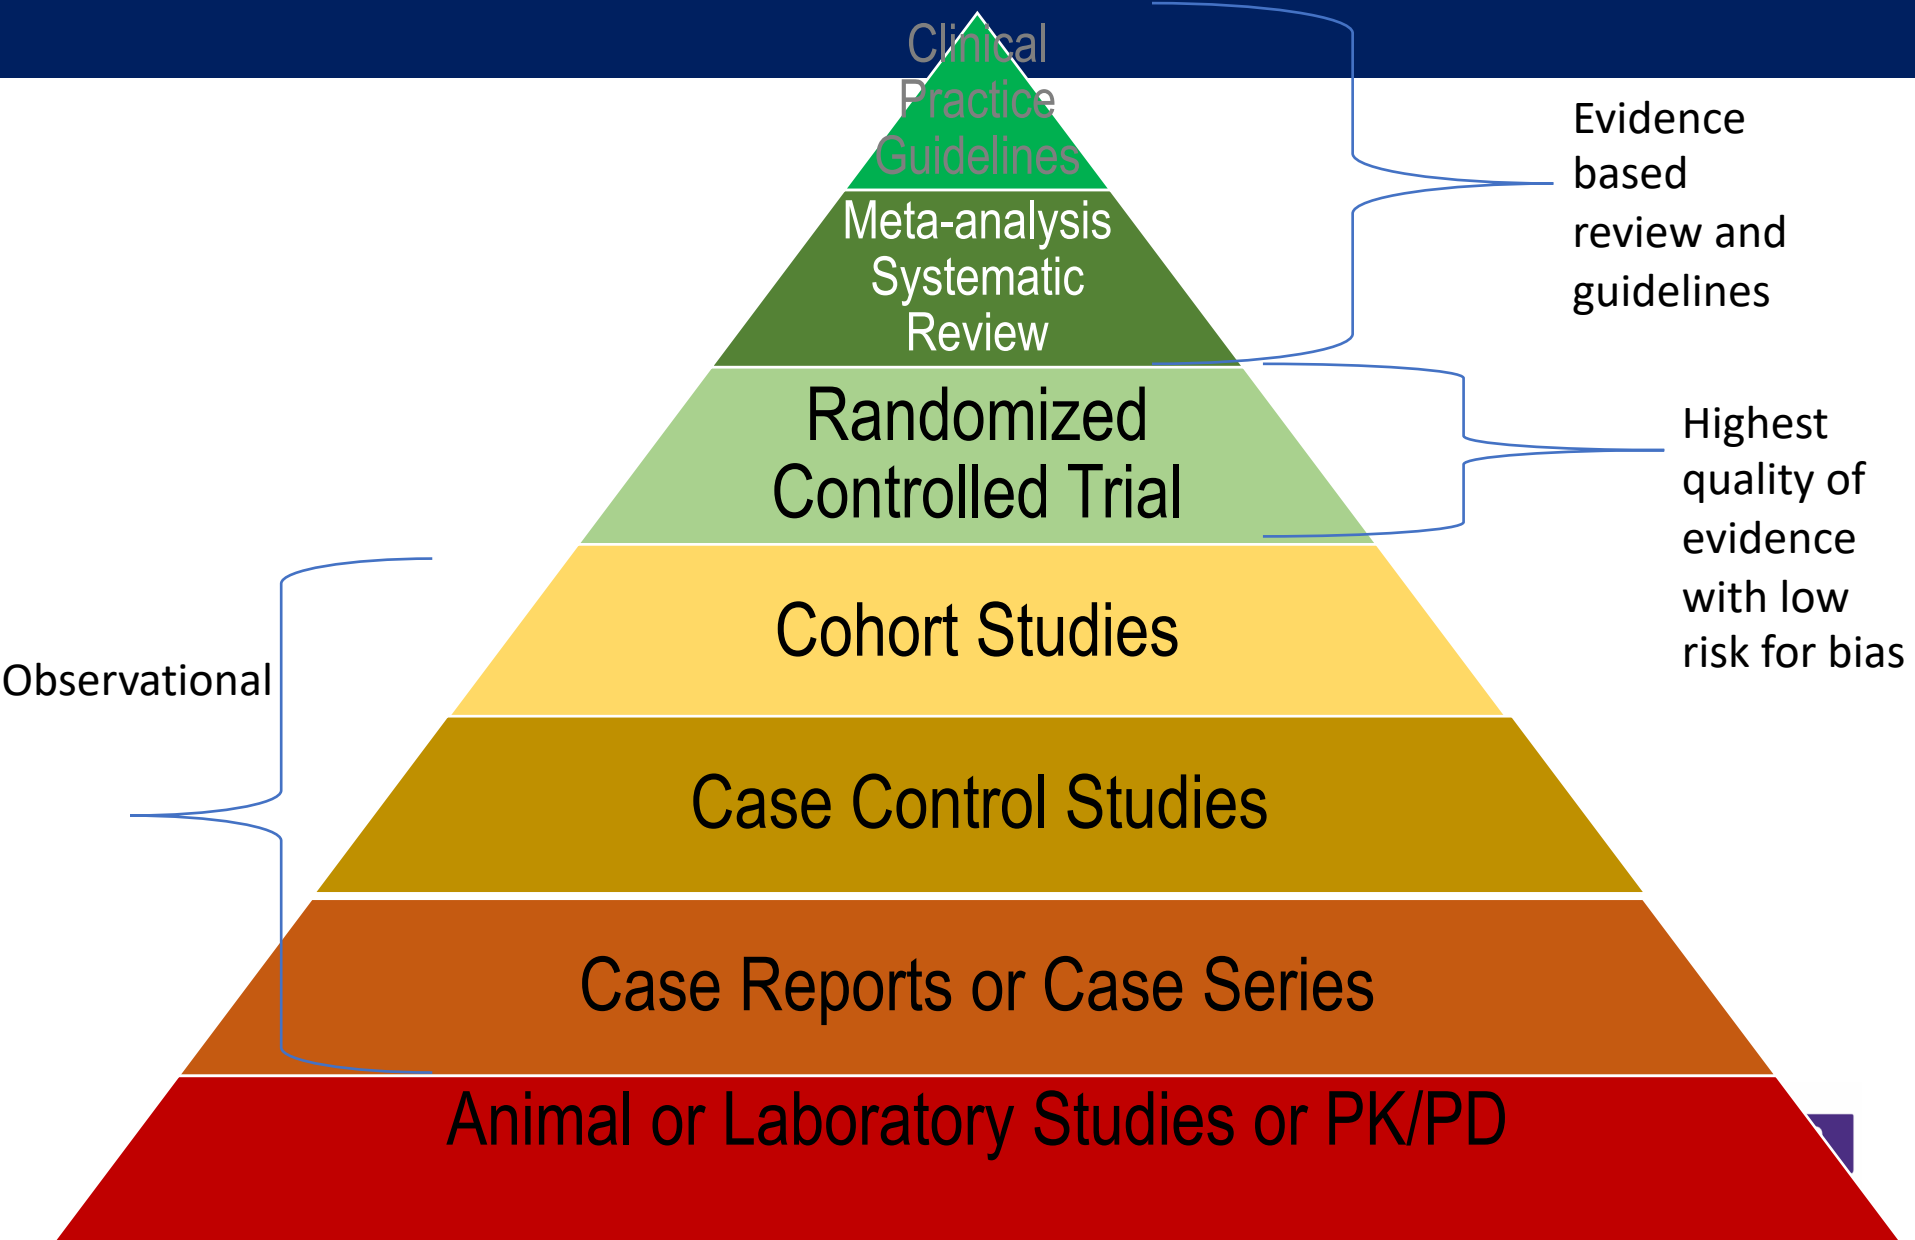 Clinical
Practice
Guidelines
Meta-analysis
Systematic
Review
Evidence
based
review and
guidelines
Randomized
Controlled Trial
Highest
quality of
evidence
with low
risk for bias
Cohort Studies
Observational
Case Control Studies
Case Reports or Case Series
Animal or Laboratory Studies or PK/PD